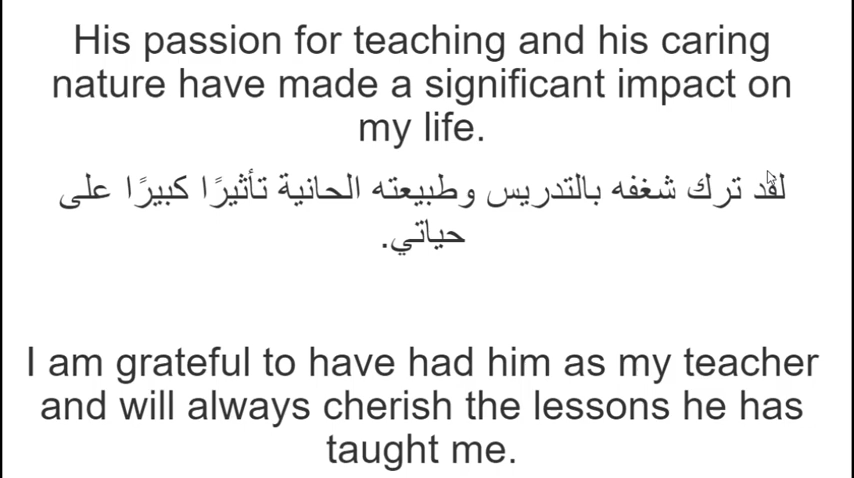 His passion for teaching and his caring
nature have made a significant impact on
my life.
لقد ترك شغفه بالتدريس وطبيعته الحانية تأثيرًا كبيرًا على
حياتي.
I am grateful to have had him as my teacher
and will always cherish the lessons he has
taught me.